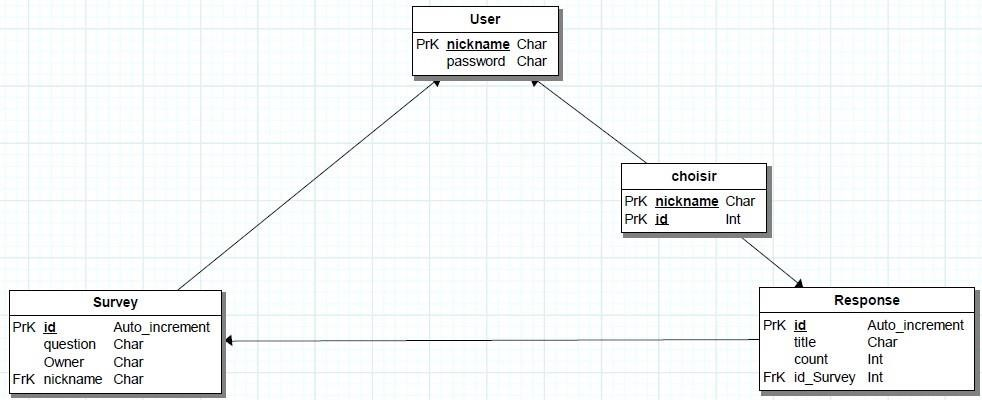 User
PrK nickname Char
password Char
choisir
PrK nickname Char
PrK id Int
Survey
PrK id Auto_increment
question Char
Owner Char
FrK nickname Char
Response
PrK id Auto_increment
title Char
count Int
FrK id_Survey Int